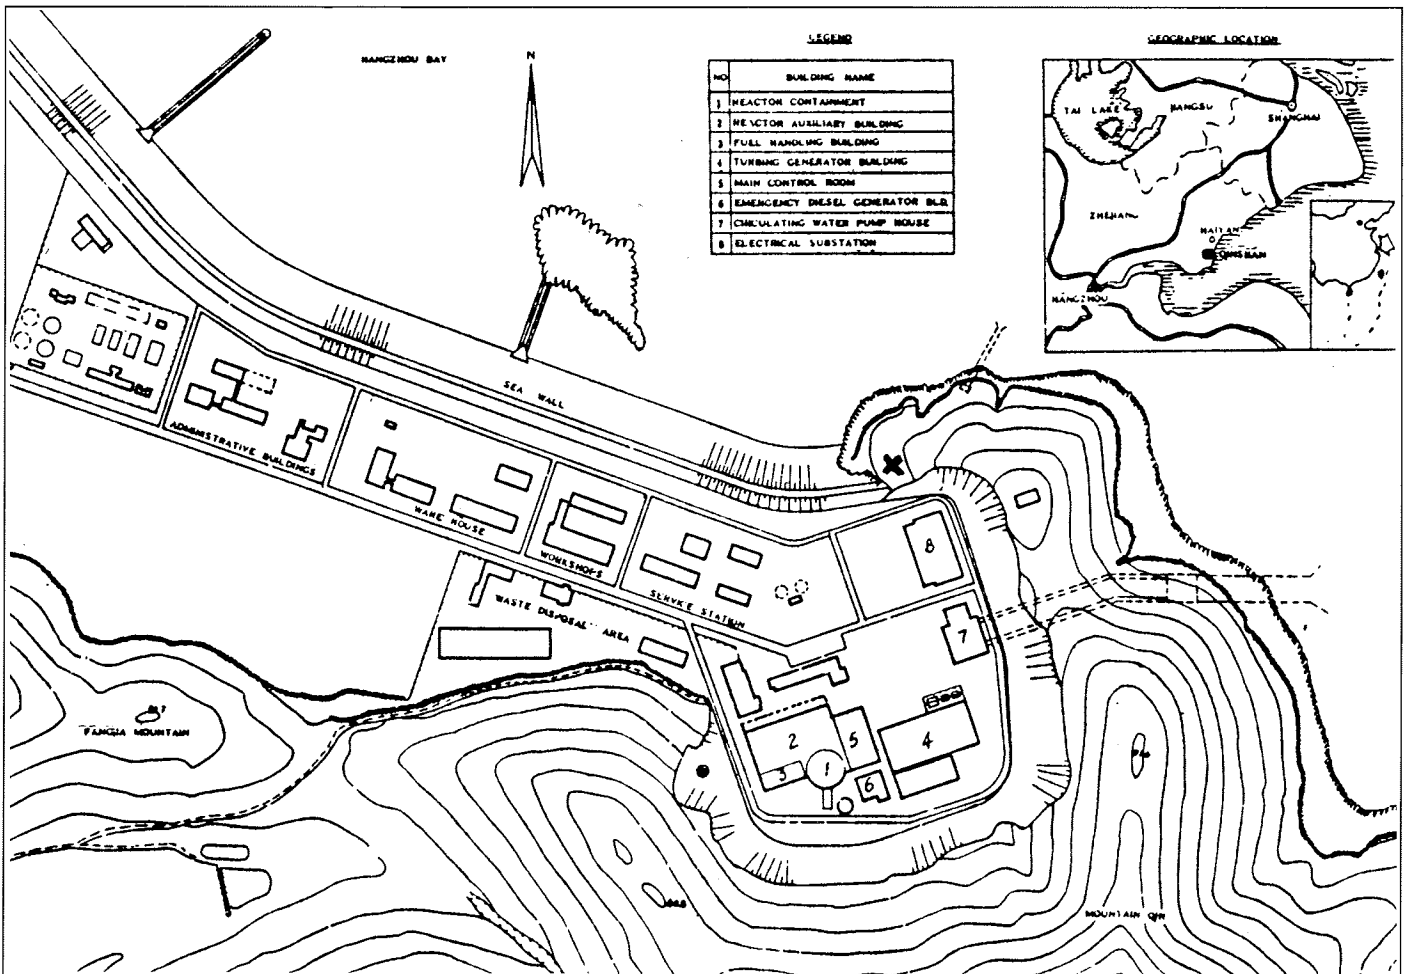 HANGZHOU BAY
N
LEGEND
NO BUILDING NAME
1 REACTOR CONTAINMENT
2 REACTOR AUXILIARY BUILDING
3 FUEL HANDLING BUILDING
4 TURBINE GENERATOR BUILDING
5 MAIN CONTROL ROOM
6 EMERGENCY DIESEL GENERATOR BLD.
7 CIRCULATING WATER PUMP HOUSE
8 ELECTRICAL SUBSTATION
GEOGRAPHIC LOCATION
TAI LAKE
JIANGSU
SHANGHAI
ZHEJIANG
HAIYAN
QINSHAN
HANGZHOU
SEA WALL
ADMINISTRATIVE BUILDINGS
WARE HOUSE
WORKSHOPS
SERVICE STATION
WASTE DISPOSAL AREA
8
7
2
5
4
3
1
6
FANGJIA MOUNTAIN
MOUNTAIN QIN